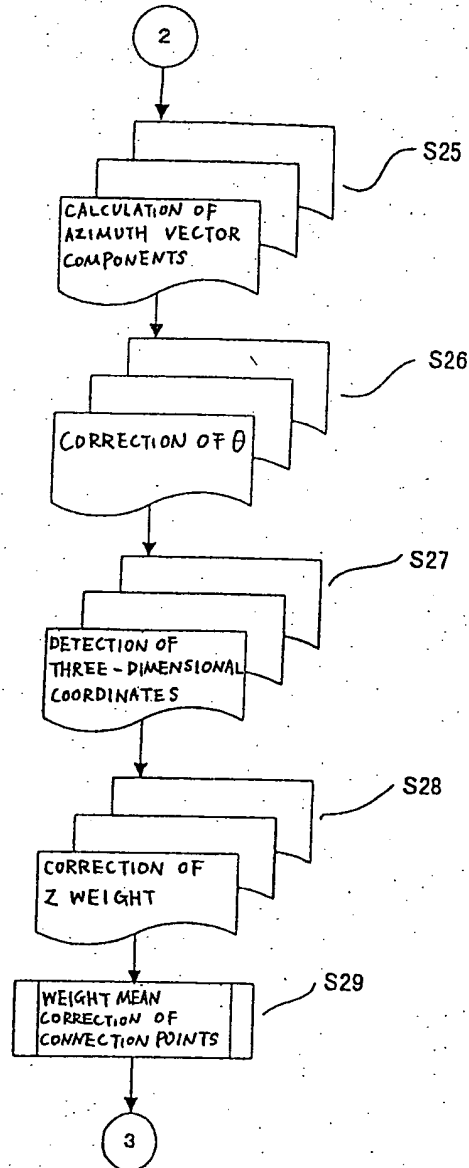 2
S25
CALCULATION OF
AZIMUTH VECTOR
COMPONENTS
S26
CORRECTION OF θ
S27
DETECTION OF
THREE-DIMENSIONAL
COORDINATES
S28
CORRECTION OF
Z WEIGHT
S29
WEIGHT MEAN
CORRECTION OF
CONNECTION POINTS
3